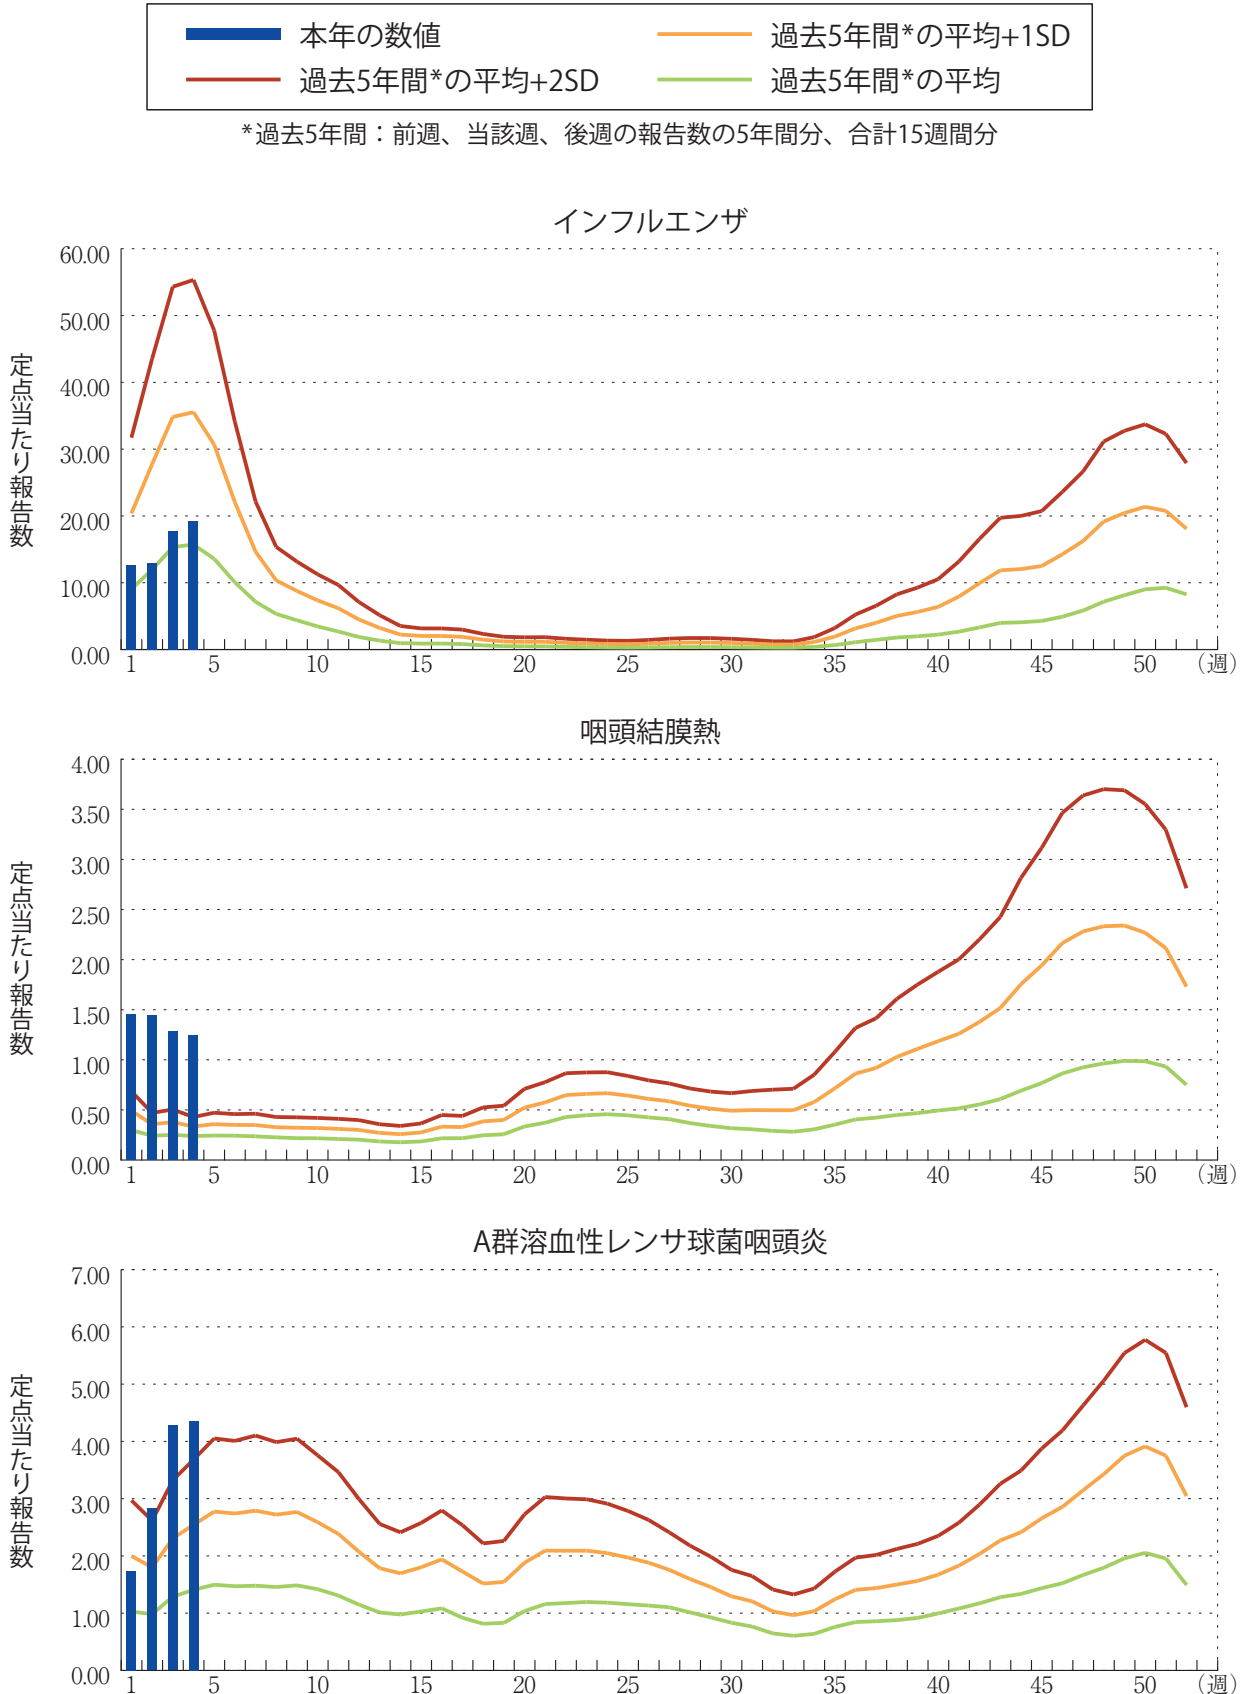 本年の数値
過去5年間*の平均+1SD
過去5年間*の平均+2SD
過去5年間*の平均
*過去5年間：前週、当該週、後週の報告数の5年間分、合計15週間分
インフルエンザ
定点当たり報告数
60.00
50.00
40.00
30.00
20.00
10.00
0.00
1 5 10 15 20 25 30 35 40 45 50 （週）
咽頭結膜熱
定点当たり報告数
4.00
3.50
3.00
2.50
2.00
1.50
1.00
0.50
0.00
1 5 10 15 20 25 30 35 40 45 50 （週）
A群溶血性レンサ球菌咽頭炎
定点当たり報告数
7.00
6.00
5.00
4.00
3.00
2.00
1.00
0.00
1 5 10 15 20 25 30 35 40 45 50 （週）